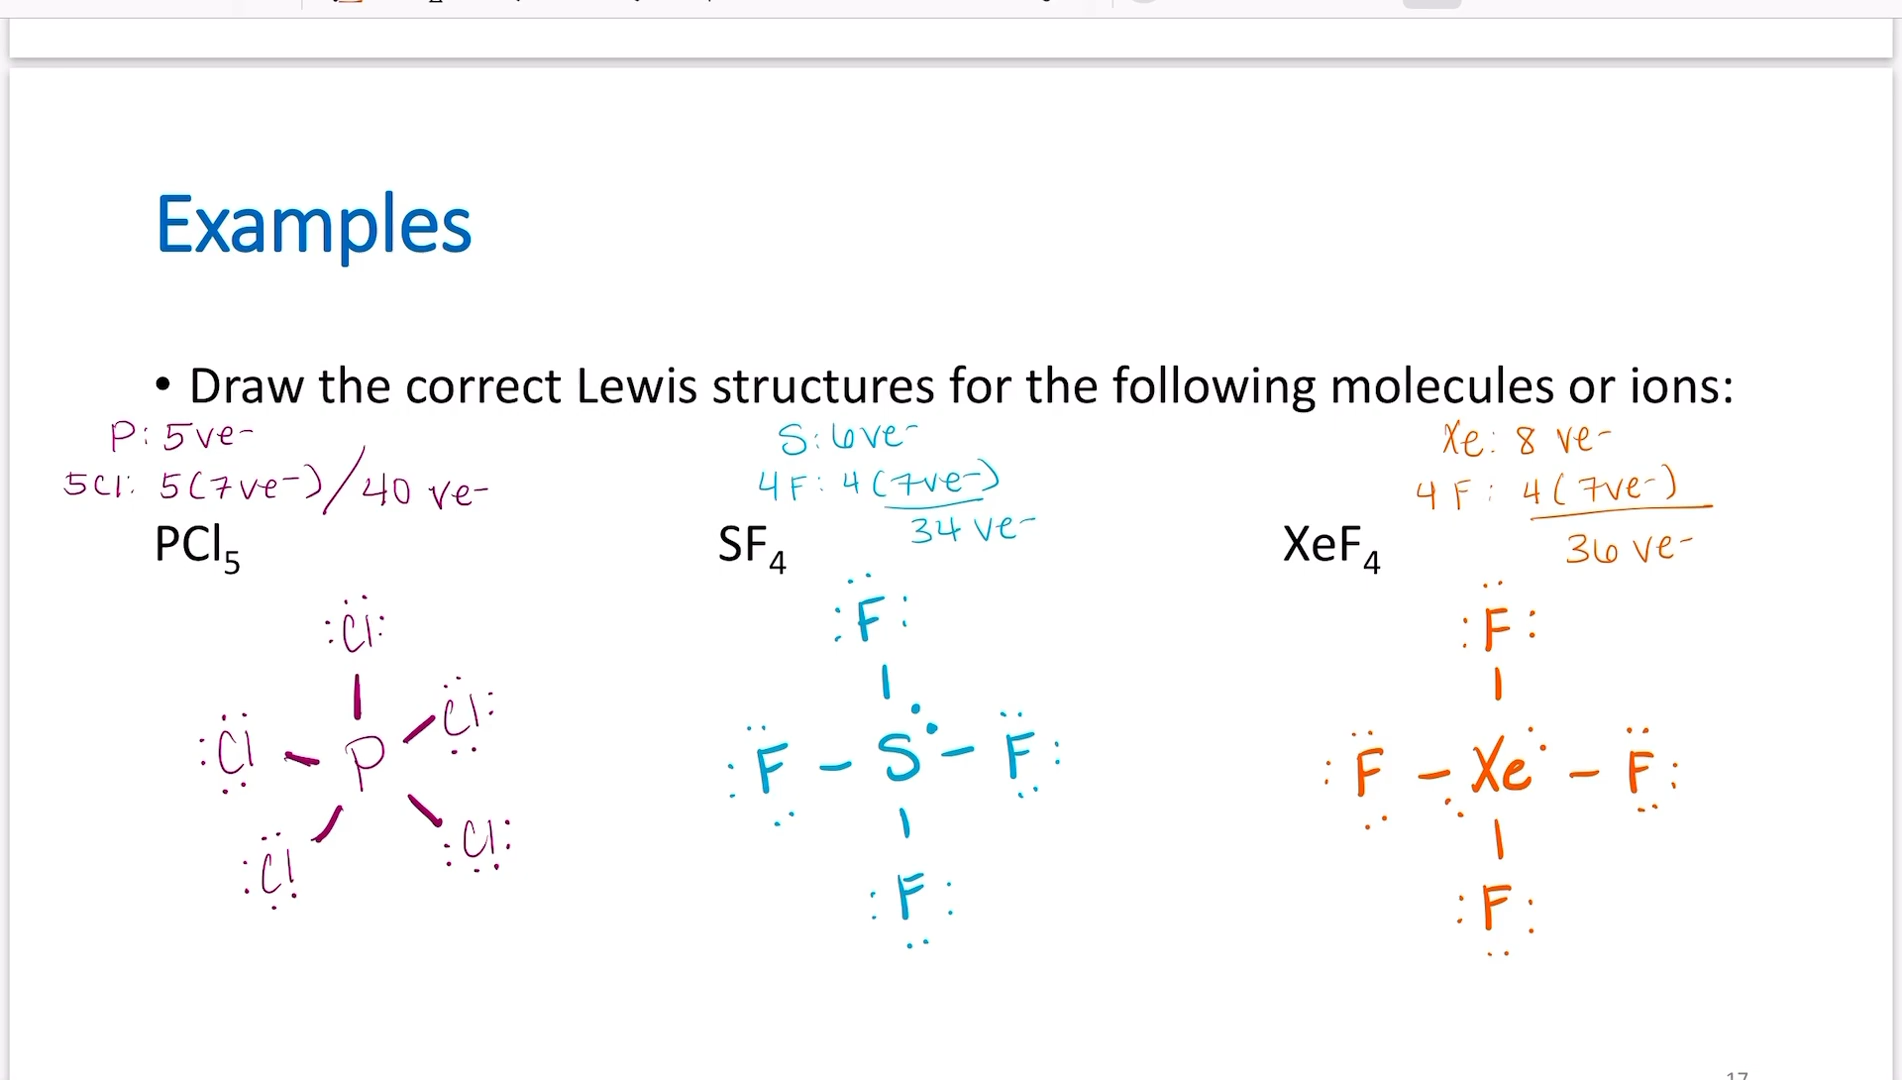 Examples
• Draw the correct Lewis structures for the following molecules or ions:
P: 5ve-
5Cl: 5(7ve-)/40 ve-
PCl5
:Cl:
:Cl - P Cl:
:Cl :Cl:
S: 6ve-
4F: 4(7ve-)
34 ve-
SF4
:F:
:F - S - F:
:F:
Xe: 8 ve-
4F: 4(7ve-)
36 ve-
XeF4
:F:
:F - Xe - F:
:F: